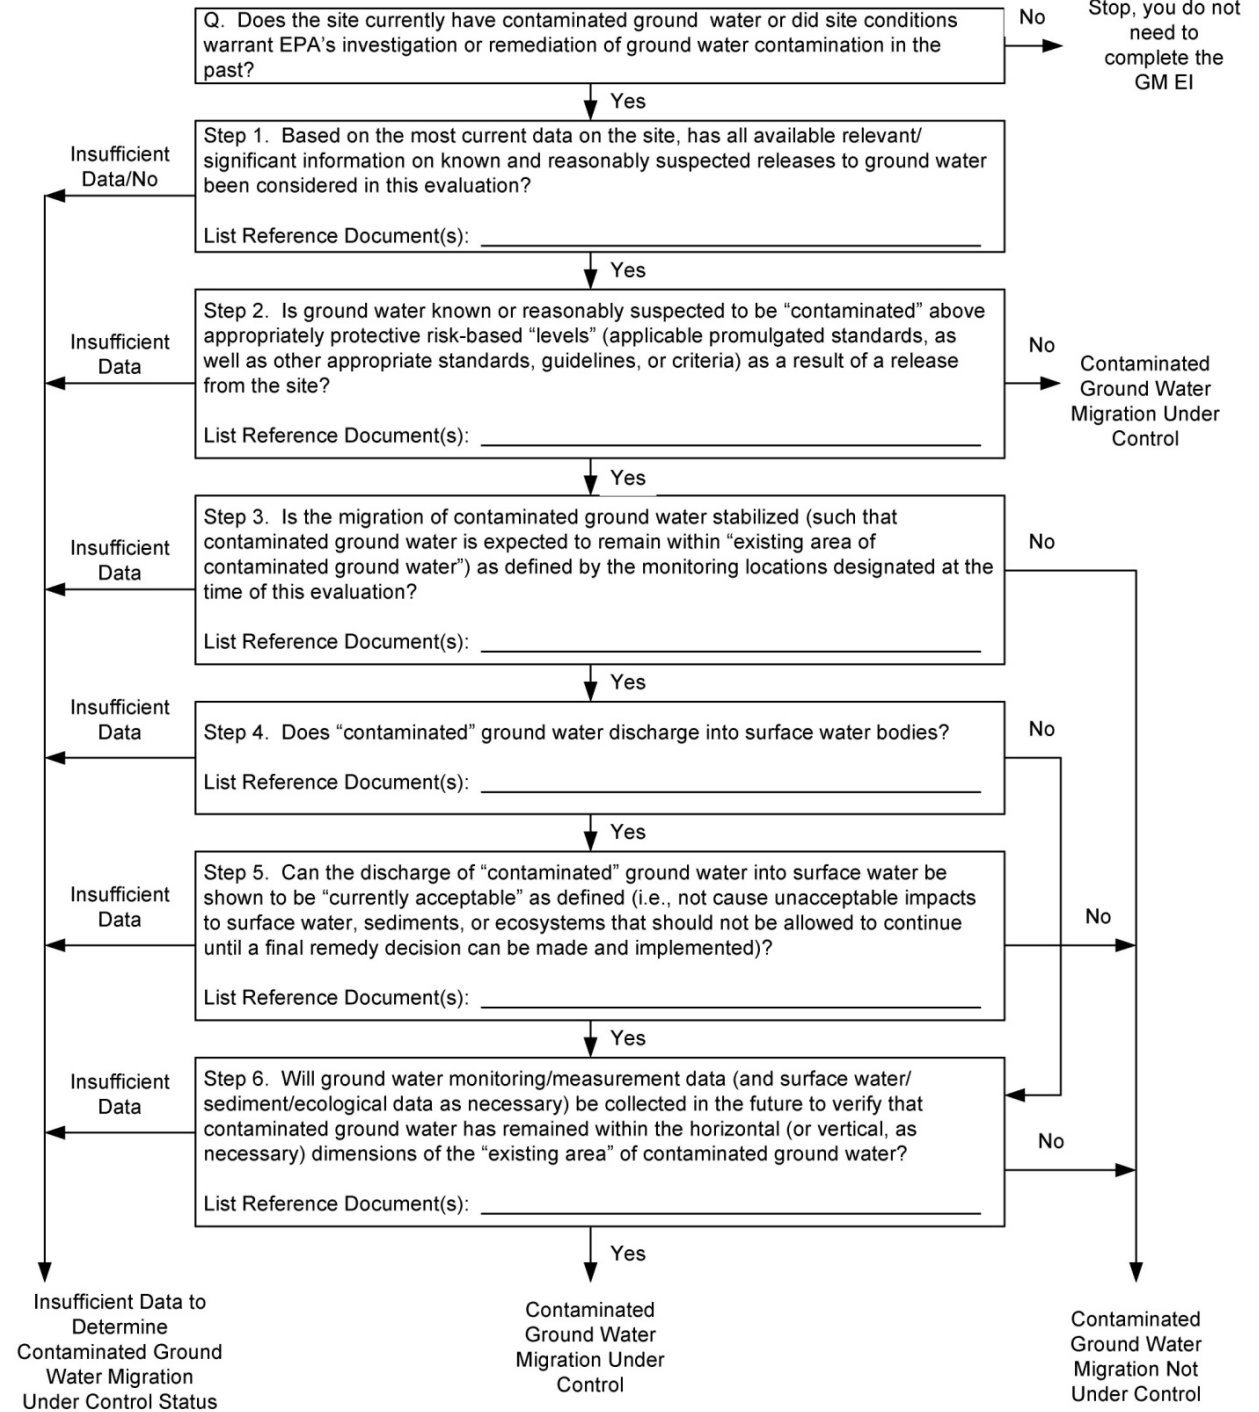 Q. Does the site currently have contaminated ground water or did site conditions
warrant EPA's investigation or remediation of ground water contamination in the
past?
No
Stop, you do not
need to
complete the
GM EI
Yes
Insufficient
Data/No
Step 1. Based on the most current data on the site, has all available relevant/
significant information on known and reasonably suspected releases to ground water
been considered in this evaluation?
List Reference Document(s):
Yes
Insufficient
Data
Step 2. Is ground water known or reasonably suspected to be “contaminated” above
appropriately protective risk-based “levels” (applicable promulgated standards, as
well as other appropriate standards, guidelines, or criteria) as a result of a release
from the site?
List Reference Document(s):
No
Contaminated
Ground Water
Migration Under
Control
Yes
Insufficient
Data
Step 3. Is the migration of contaminated ground water stabilized (such that
contaminated ground water is expected to remain within “existing area of
contaminated ground water”) as defined by the monitoring locations designated at the
time of this evaluation?
List Reference Document(s):
No
Yes
Insufficient
Data
Step 4. Does “contaminated” ground water discharge into surface water bodies?
List Reference Document(s):
No
Yes
Insufficient
Data
Step 5. Can the discharge of “contaminated” ground water into surface water be
shown to be “currently acceptable” as defined (i.e., not cause unacceptable impacts
to surface water, sediments, or ecosystems that should not be allowed to continue
until a final remedy decision can be made and implemented)?
List Reference Document(s):
No
Yes
Insufficient
Data
Step 6. Will ground water monitoring/measurement data (and surface water/
sediment/ecological data as necessary) be collected in the future to verify that
contaminated ground water has remained within the horizontal (or vertical, as
necessary) dimensions of the “existing area” of contaminated ground water?
List Reference Document(s):
No
Yes
Insufficient Data to
Determine
Contaminated Ground
Water Migration
Under Control Status
Contaminated
Ground Water
Migration Under
Control
Contaminated
Ground Water
Migration Not
Under Control